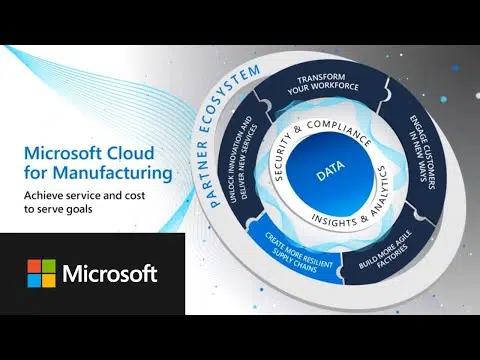 Microsoft Cloud
for Manufacturing
Achieve service and cost
to serve goals
Microsoft
PARTNER ECOSYSTEM
TRANSFORM
YOUR WORKFORCE
ENGAGE CUSTOMERS
IN NEW WAYS
BUILD MORE AGILE
FACTORIES
CREATE MORE RESILIENT
SUPPLY CHAINS
UNLOCK INNOVATION AND
DELIVER NEW SERVICES
SECURITY & COMPLIANCE
INSIGHTS & ANALYTICS
DATA